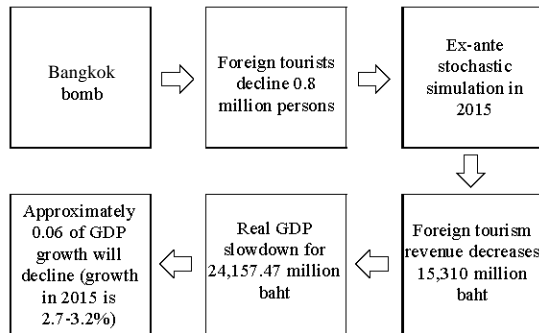 Bangkok
bomb
Foreign tourists
decline 0.8
million persons
Ex-ante
stochastic
simulation in
2015
Foreign tourism
revenue decreases
15,310 million
baht
Real GDP
slowdown for
24,157.47 million
baht
Approximately
0.06 of GDP
growth will
decline (growth
in 2015 is
2.7-3.2%)